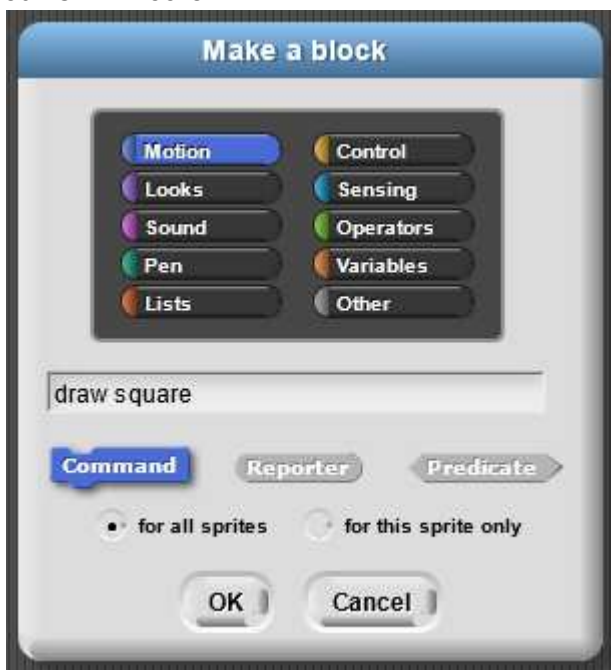 Make a block
Motion Control
Looks Sensing
Sound Operators
Pen Variables
Lists Other
draw square
Command Reporter Predicate
for all sprites for this sprite only
OK Cancel